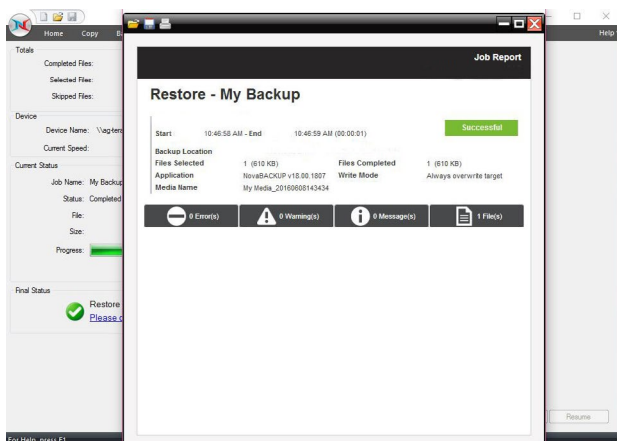 Home Copy
Help
Totals
Completed Files:
Selected Files:
Skipped Files:
Device
Device Name: \\ag-tera
Current Speed:
Current Status
Job Name: My Backup
Status: Completed
File:
Size:
Progress:
Final Status
Restore
Please
Job Report
Restore - My Backup
Successful
Start 10:46:58 AM - End 10:46:59 AM (00:00:01)
Backup Location
Files Selected 1 (610 KB) Files Completed 1 (610 KB)
Application NovaBACKUP v18.00.1807 Write Mode Always overwrite target
Media Name My Media_20160608143434
0 Error(s) 0 Warning(s) 0 Message(s) 1 File(s)
Resume
For Help, press F1